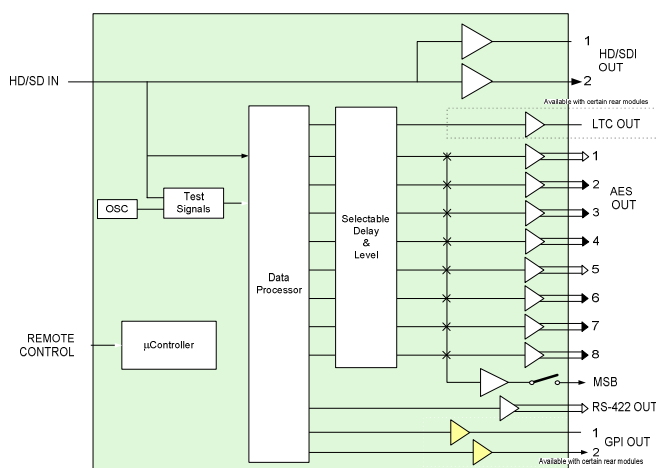 1
HD/SDI
OUT
2
HD/SD IN
Available with certain rear modules
LTC OUT
1
2
AES
OUT
3
4
5
6
7
8
OSC
Test
Signals
Selectable
Delay
&
Level
Data
Processor
REMOTE
CONTROL
µController
MSB
RS-422 OUT
1
GPI OUT
2
Available with certain rear modules